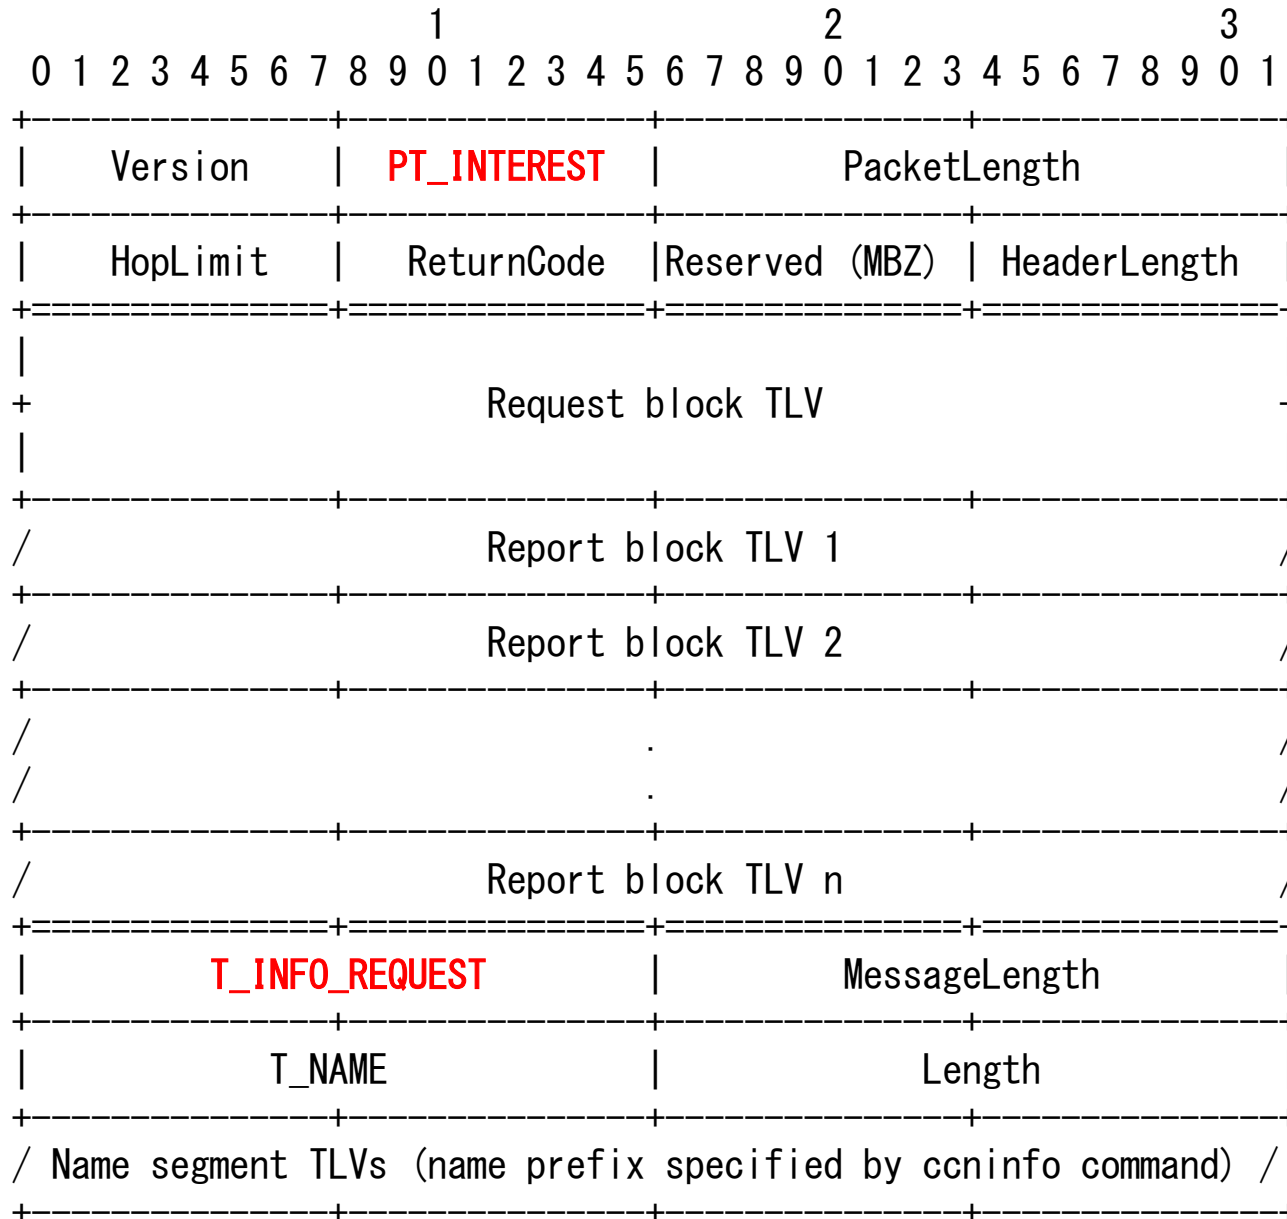 1 2 3
0 1 2 3 4 5 6 7 8 9 0 1 2 3 4 5 6 7 8 9 0 1 2 3 4 5 6 7 8 9 0 1
+---------------+---------------+---------------+---------------
| Version | PT_INTEREST | PacketLength |
+---------------+---------------+---------------+---------------
| HopLimit | ReturnCode |Reserved (MBZ) | HeaderLength |
+===============+===============+===============+===============+
|
+ Request block TLV +
|
+---------------+---------------+---------------+---------------
/ Report block TLV 1 /
+---------------+---------------+---------------+---------------
/ Report block TLV 2 /
+---------------+---------------+---------------+---------------
/ . /
/ . /
+---------------+---------------+---------------+---------------
/ Report block TLV n /
+===============+===============+===============+===============+
| T_INFO_REQUEST | MessageLength |
+---------------+---------------+---------------+---------------
| T_NAME | Length
+---------------+---------------+---------------+---------------
/ Name segment TLVs (name prefix specified by ccninfo command) /
+---------------+---------------+---------------+---------------